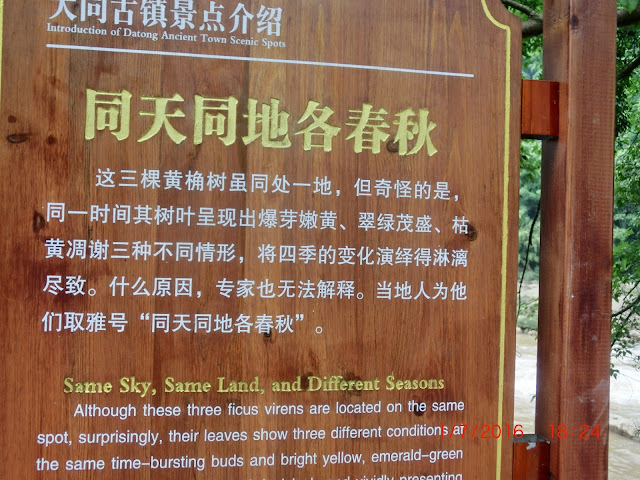 大同古镇景点介绍
Introduction of Datong Ancient Town Scenic Spots
同天同地各春秋
这三棵黄桷树虽同处一地，但奇怪的是，
同一时间其树叶呈现出爆芽嫩黄、翠绿茂盛、枯
黄凋谢三种不同情形，将四季的变化演绎得淋漓
尽致。什么原因，专家也无法解释。当地人为他
们取雅号“同天同地各春秋”。
Same Sky, Same Land, and Different Seasons
Although these three ficus virens are located on the same
spot, surprisingly, their leaves show three different conditions at
the same time-bursting buds and bright yellow, emerald-green
vividly presenting
1/7/2016 18:24